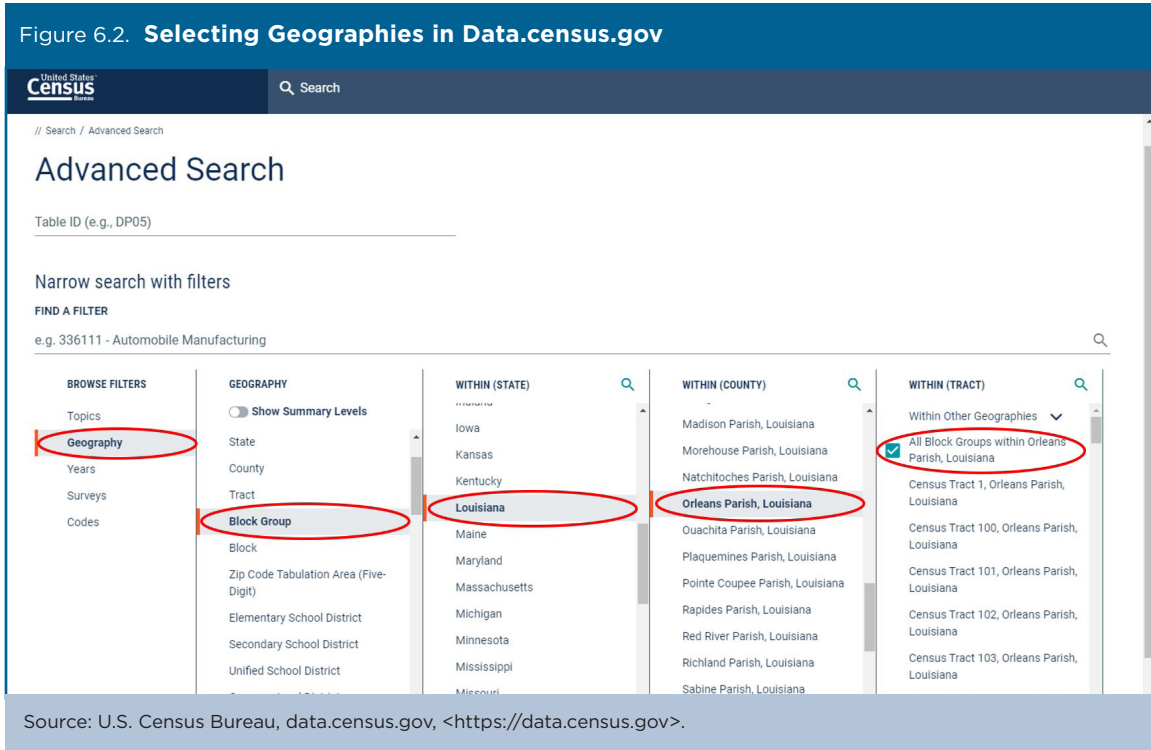 Figure 6.2. Selecting Geographies in Data.census.gov
United States®
Census
Bureau
Search
// Search / Advanced Search
Advanced Search
Table ID (e.g., DP05)
Narrow search with filters
FIND A FILTER
e.g. 336111 - Automobile Manufacturing
BROWSE FILTERS
Topics
Geography
Years
Surveys
Codes
GEOGRAPHY
Show Summary Levels
State
County
Tract
Block Group
Block
Zip Code Tabulation Area (Five-
Digit)
Elementary School District
Secondary School District
Unified School District
WITHIN (STATE)
Indiana
Iowa
Kansas
Kentucky
Louisiana
Maine
Maryland
Massachusetts
Michigan
Minnesota
Mississippi
Missouri
WITHIN (COUNTY)
Madison Parish, Louisiana
Morehouse Parish, Louisiana
Natchitoches Parish, Louisiana
Orleans Parish, Louisiana
Ouachita Parish, Louisiana
Plaquemines Parish, Louisiana
Pointe Coupee Parish, Louisiana
Rapides Parish, Louisiana
Red River Parish, Louisiana
Richland Parish, Louisiana
Sabine Parish, Louisiana
WITHIN (TRACT)
Within Other Geographies
All Block Groups within Orleans
Parish, Louisiana
Census Tract 1, Orleans Parish,
Louisiana
Census Tract 100, Orleans Parish,
Louisiana
Census Tract 101, Orleans Parish,
Louisiana
Census Tract 102, Orleans Parish,
Louisiana
Census Tract 103, Orleans Parish,
Louisiana
Source: U.S. Census Bureau, data.census.gov, <https://data.census.gov>.